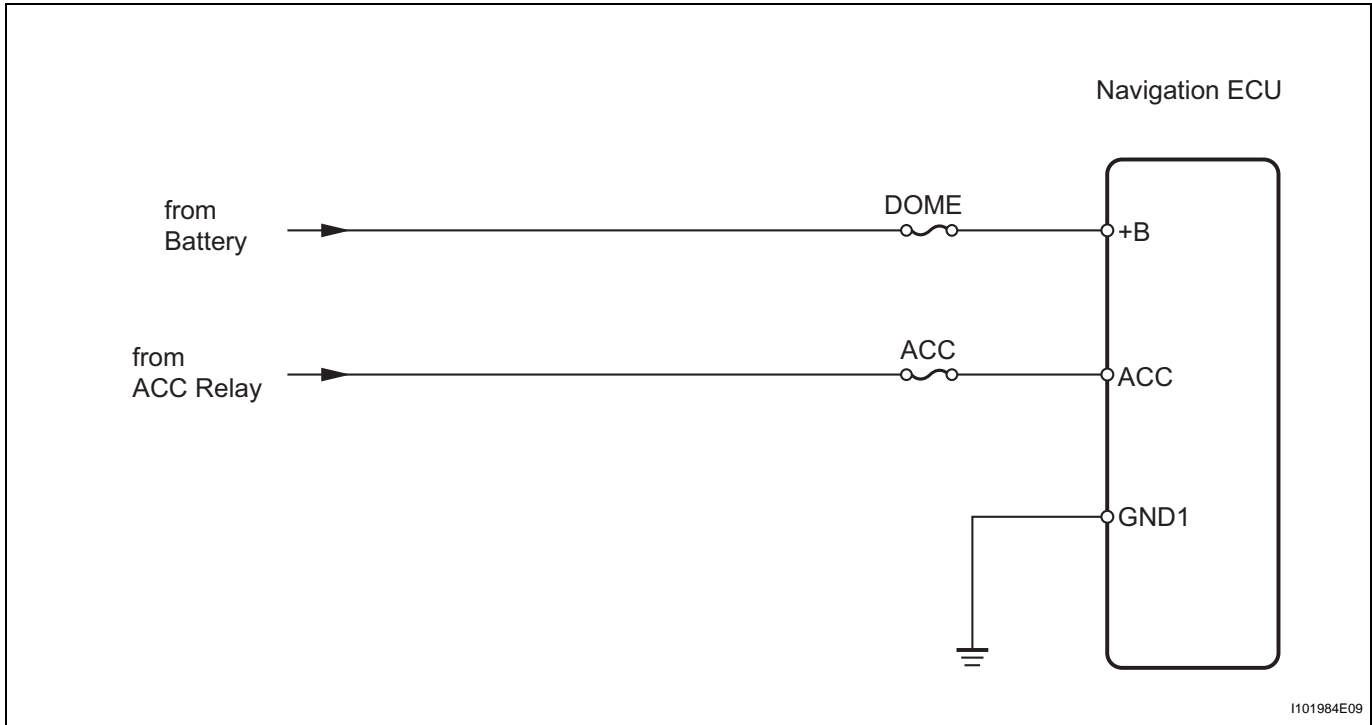 Navigation ECU
from
Battery
DOME
+B
from
ACC Relay
ACC
ACC
GND1
I101984E09